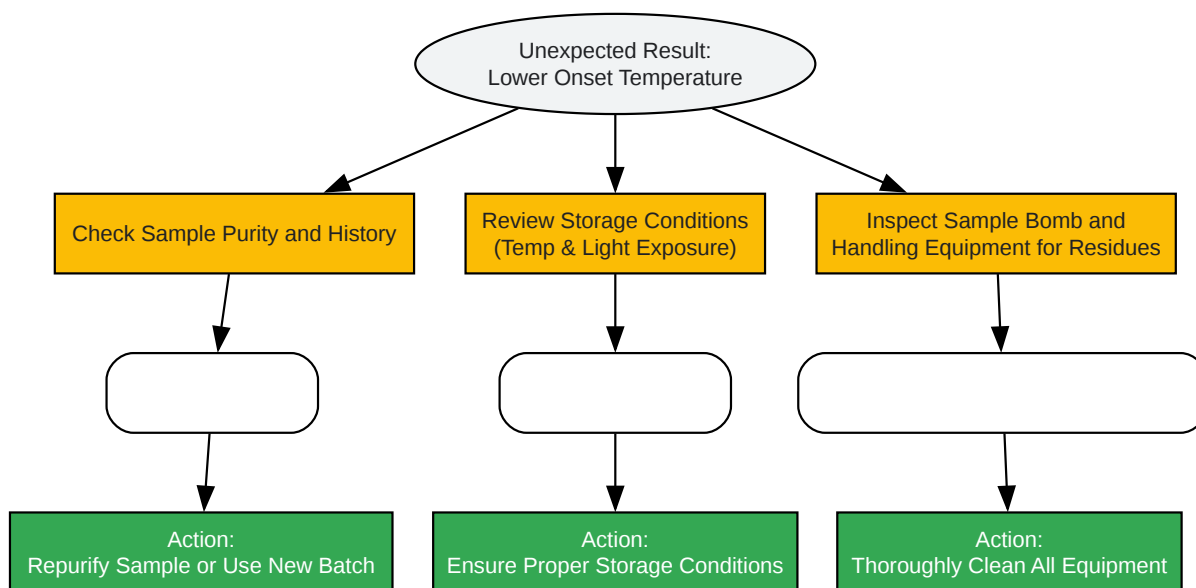 Unexpected Result:
Lower Onset Temperature
Check Sample Purity and History
Review Storage Conditions
(Temp & Light Exposure)
Inspect Sample Bomb and
Handling Equipment for Residues
Action:
Repurify Sample or Use New Batch
Action:
Ensure Proper Storage Conditions
Action:
Thoroughly Clean All Equipment